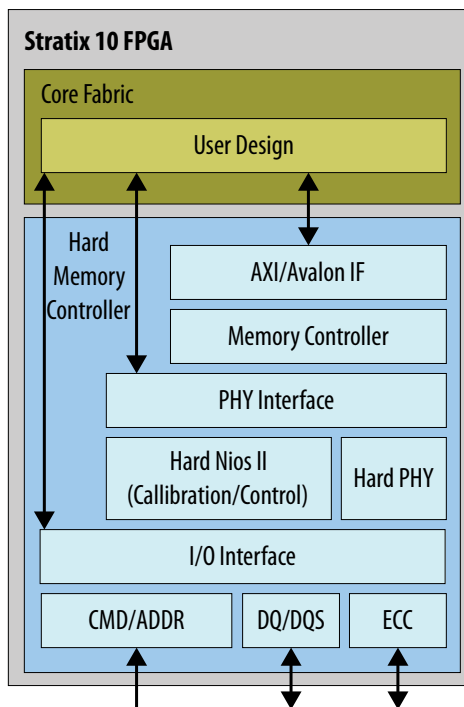 Stratix 10 FPGA
Core Fabric
User Design
Hard
Memory
Controller
AXI/Avalon IF
Memory Controller
PHY Interface
Hard Nios II
(Callibration/Control)
Hard PHY
I/O Interface
CMD/ADDR
DQ/DQS
ECC